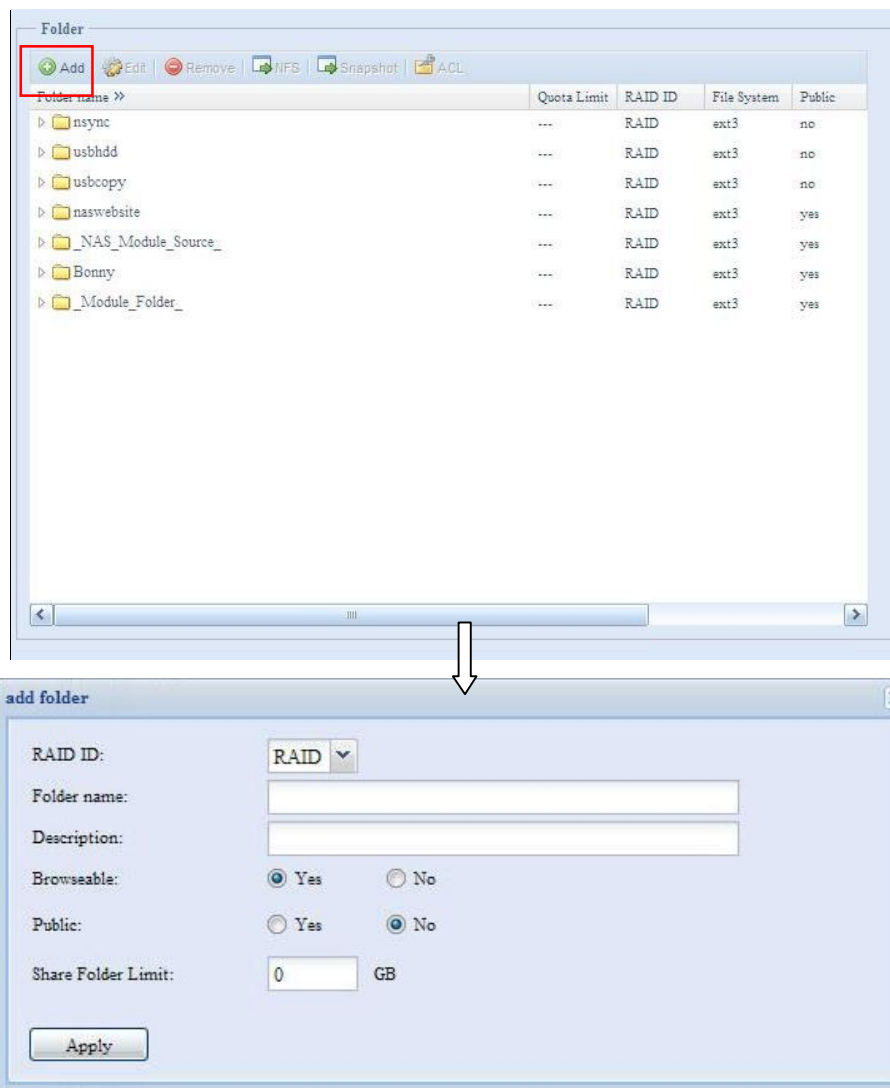 Folder
Add Edit Remove NFS Snapshot ACL
Folder name >> Quota Limit RAID ID File System Public
nsync --- RAID ext3 no
usbhdd --- RAID ext3 no
usbcopy --- RAID ext3 no
naswebsite --- RAID ext3 yes
_NAS_Module_Source_ --- RAID ext3 yes
Bonny --- RAID ext3 yes
_Module_Folder_ --- RAID ext3 yes
add folder
RAID ID: RAID
Folder name:
Description:
Browseable: Yes No
Public: Yes No
Share Folder Limit: 0 GB
Apply